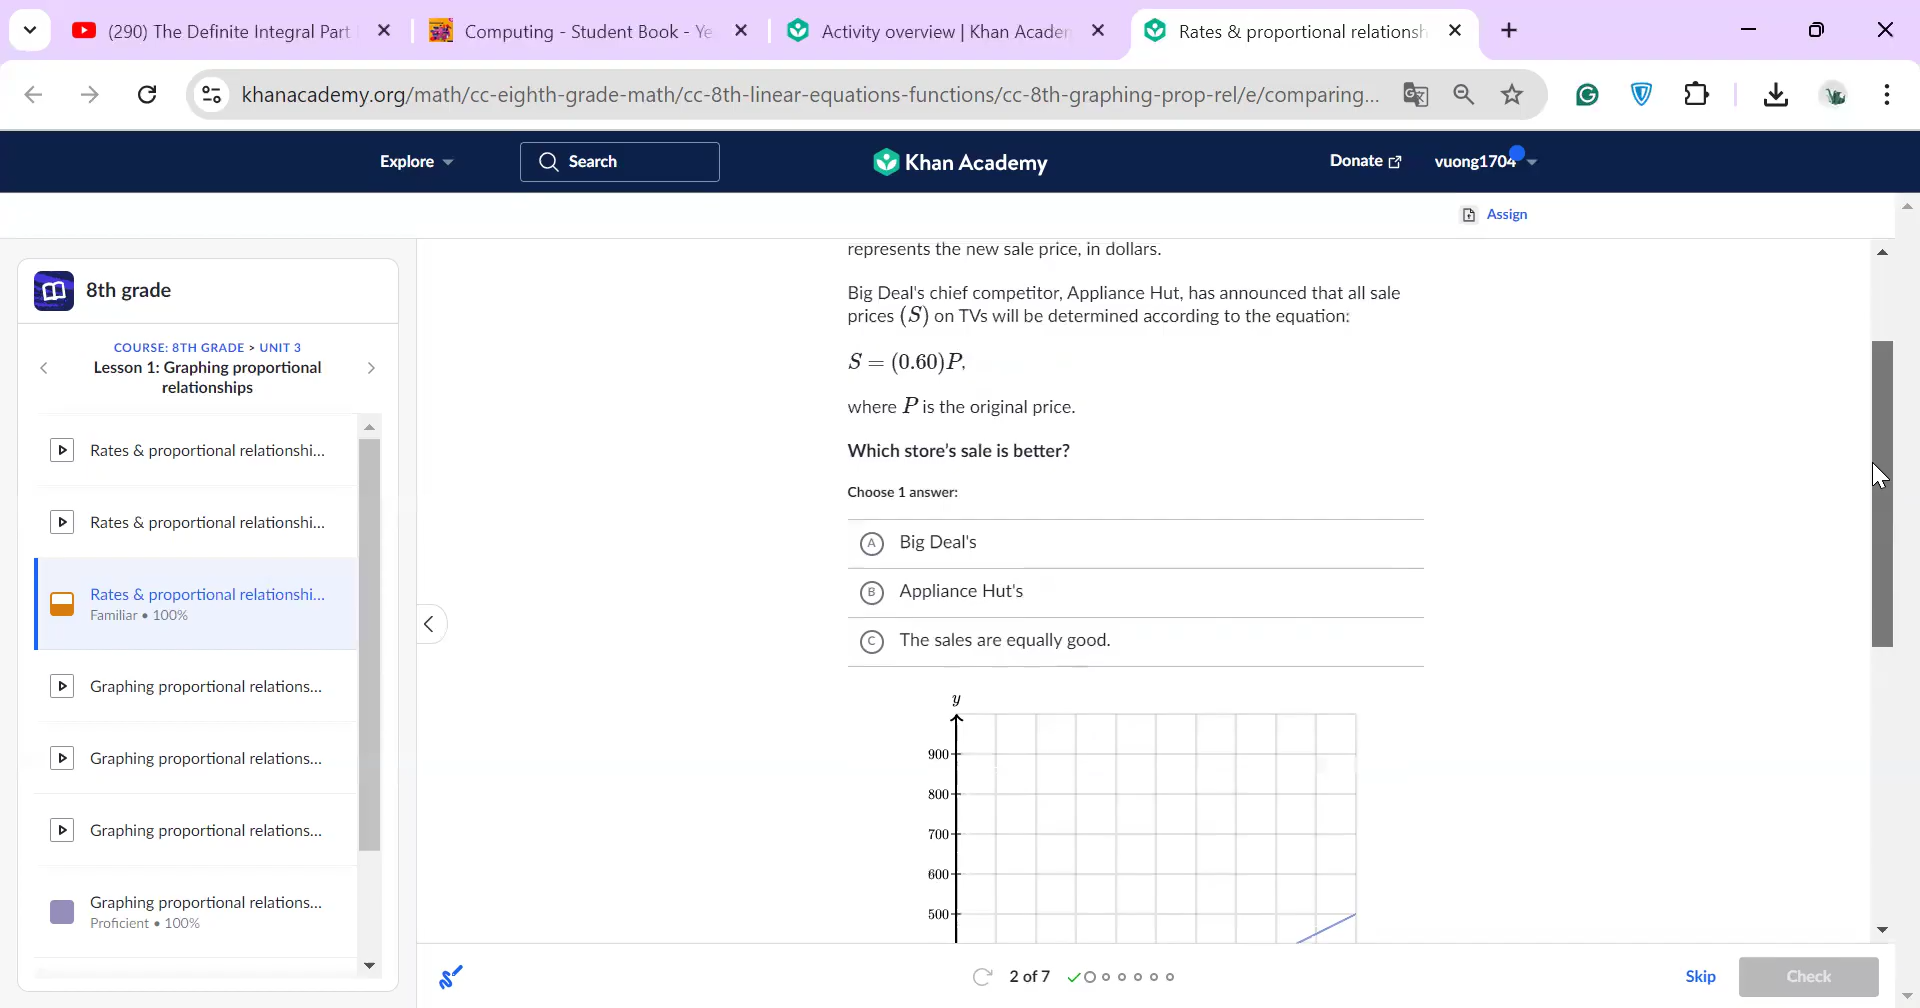 (290) The Definite Integral Part
Computing - Student Book - Ye
Activity overview | Khan Academ
Rates & proportional relationsh
khanacademy.org/math/cc-eighth-grade-math/cc-8th-linear-equations-functions/cc-8th-graphing-prop-rel/e/comparing...
Explore
Search
Khan Academy
Donate
vuong1704
Assign
8th grade
COURSE: 8TH GRADE > UNIT 3
Lesson 1: Graphing proportional
relationships
Rates & proportional relationshi...
Rates & proportional relationshi...
Rates & proportional relationshi...
Familiar • 100%
Graphing proportional relations...
Graphing proportional relations...
Graphing proportional relations...
Graphing proportional relations...
Proficient • 100%
represents the new sale price, in dollars.
Big Deal's chief competitor, Appliance Hut, has announced that all sale
prices (S) on TVs will be determined according to the equation:
S = (0.60)P,
where P is the original price.
Which store's sale is better?
Choose 1 answer:
A Big Deal's
B Appliance Hut's
C The sales are equally good.
y
900
800
700
600
500
2 of 7
Skip
Check